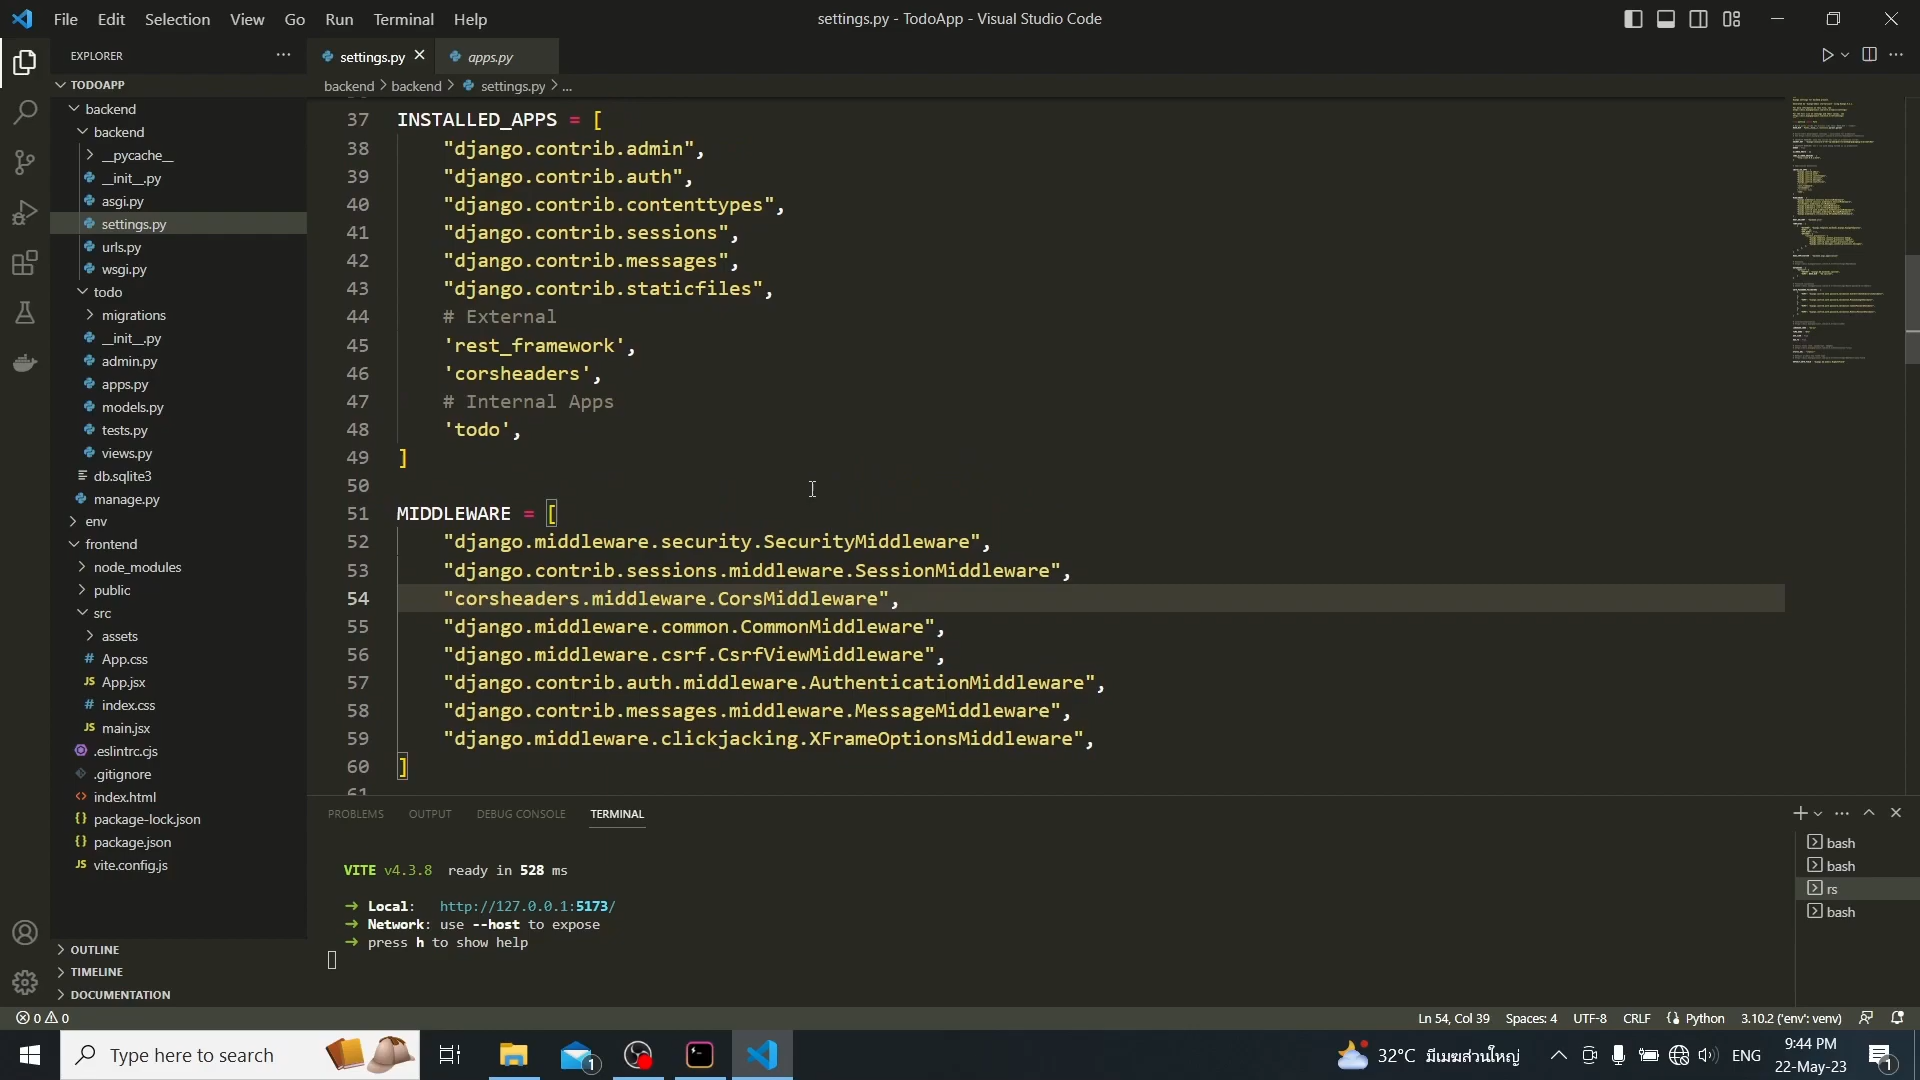 File Edit Selection View Go Run Terminal Help
settings.py - TodoApp - Visual Studio Code
EXPLORER
settings.py
apps.py
TODOAPP
backend > backend > settings.py > ...
backend
backend
__pycache__
__init__.py
asgi.py
settings.py
urls.py
wsgi.py
todo
migrations
__init__.py
admin.py
apps.py
models.py
tests.py
views.py
db.sqlite3
manage.py
env
frontend
node_modules
public
src
assets
App.css
App.jsx
index.css
main.jsx
.eslintrc.cjs
.gitignore
index.html
package-lock.json
package.json
vite.config.js
OUTLINE
TIMELINE
DOCUMENTATION
37 INSTALLED_APPS = [
38 "django.contrib.admin",
39 "django.contrib.auth",
40 "django.contrib.contenttypes",
41 "django.contrib.sessions",
42 "django.contrib.messages",
43 "django.contrib.staticfiles",
44 # External
45 'rest_framework',
46 'corsheaders',
47 # Internal Apps
48 'todo',
49 ]
50
51 MIDDLEWARE = [
52 "django.middleware.security.SecurityMiddleware",
53 "django.contrib.sessions.middleware.SessionMiddleware",
54 "corsheaders.middleware.CorsMiddleware",
55 "django.middleware.common.CommonMiddleware",
56 "django.middleware.csrf.CsrfViewMiddleware",
57 "django.contrib.auth.middleware.AuthenticationMiddleware",
58 "django.contrib.messages.middleware.MessageMiddleware",
59 "django.middleware.clickjacking.XFrameOptionsMiddleware",
60 ]
61
PROBLEMS OUTPUT DEBUG CONSOLE TERMINAL
VITE v4.3.8 ready in 528 ms
➜ Local: http://127.0.0.1:5173/
➜ Network: use --host to expose
➜ press h to show help
bash
bash
rs
bash
0 0
Ln 54, Col 39 Spaces: 4 UTF-8 CRLF Python 3.10.2 ('env': venv)
Type here to search
1
32°C มีเมฆส่วนใหญ่
ENG
9:44 PM
22-May-23
1